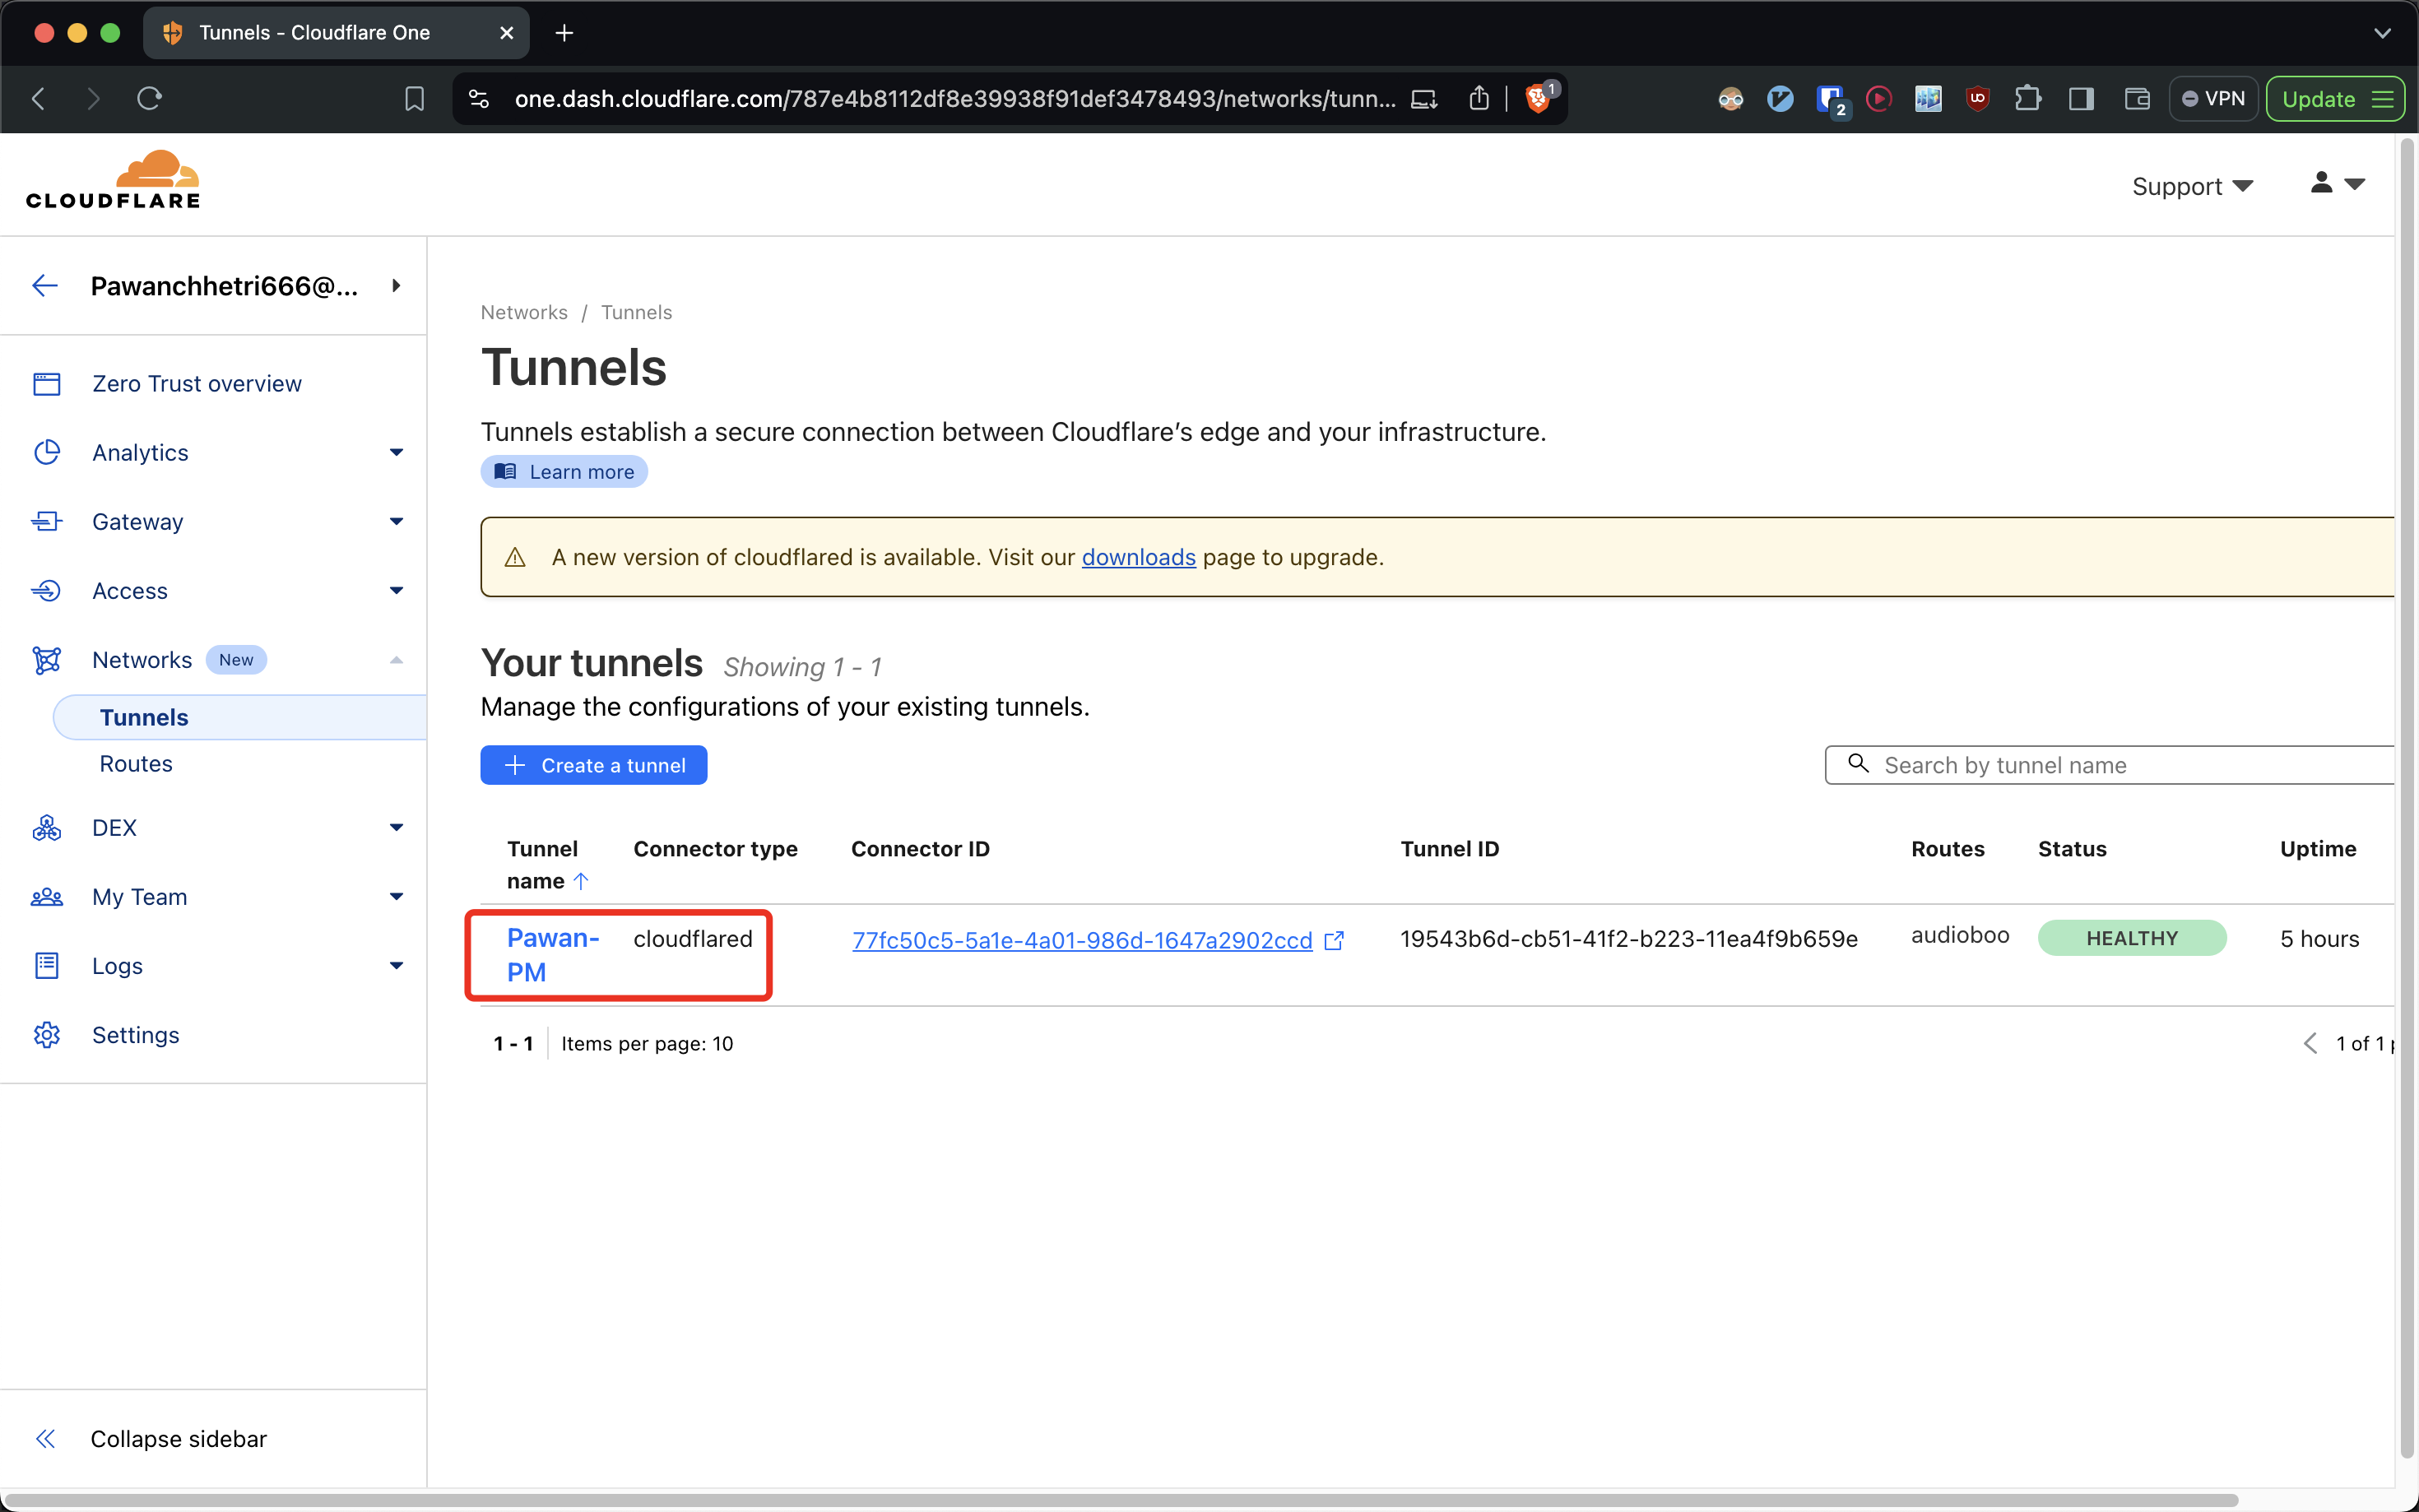 Tunnels - Cloudflare One
one.dash.cloudflare.com/787e4b8112df8e39938f91def3478493/networks/tunn...
1
2
VPN
Update
CLOUDFLARE
Support
Pawanchhetri666@...
Zero Trust overview
Analytics
Gateway
Access
Networks New
Tunnels
Routes
DEX
My Team
Logs
Settings
Collapse sidebar
Networks / Tunnels
Tunnels
Tunnels establish a secure connection between Cloudflare’s edge and your infrastructure.
Learn more
A new version of cloudflared is available. Visit our downloads page to upgrade.
Your tunnels Showing 1 - 1
Manage the configurations of your existing tunnels.
Create a tunnel
Search by tunnel name
Tunnel name Connector type Connector ID Tunnel ID Routes Status Uptime
Pawan-PM cloudflared 77fc50c5-5a1e-4a01-986d-1647a2902ccd 19543b6d-cb51-41f2-b223-11ea4f9b659e audioboo HEALTHY 5 hours
1 - 1 Items per page: 10
1 of 1